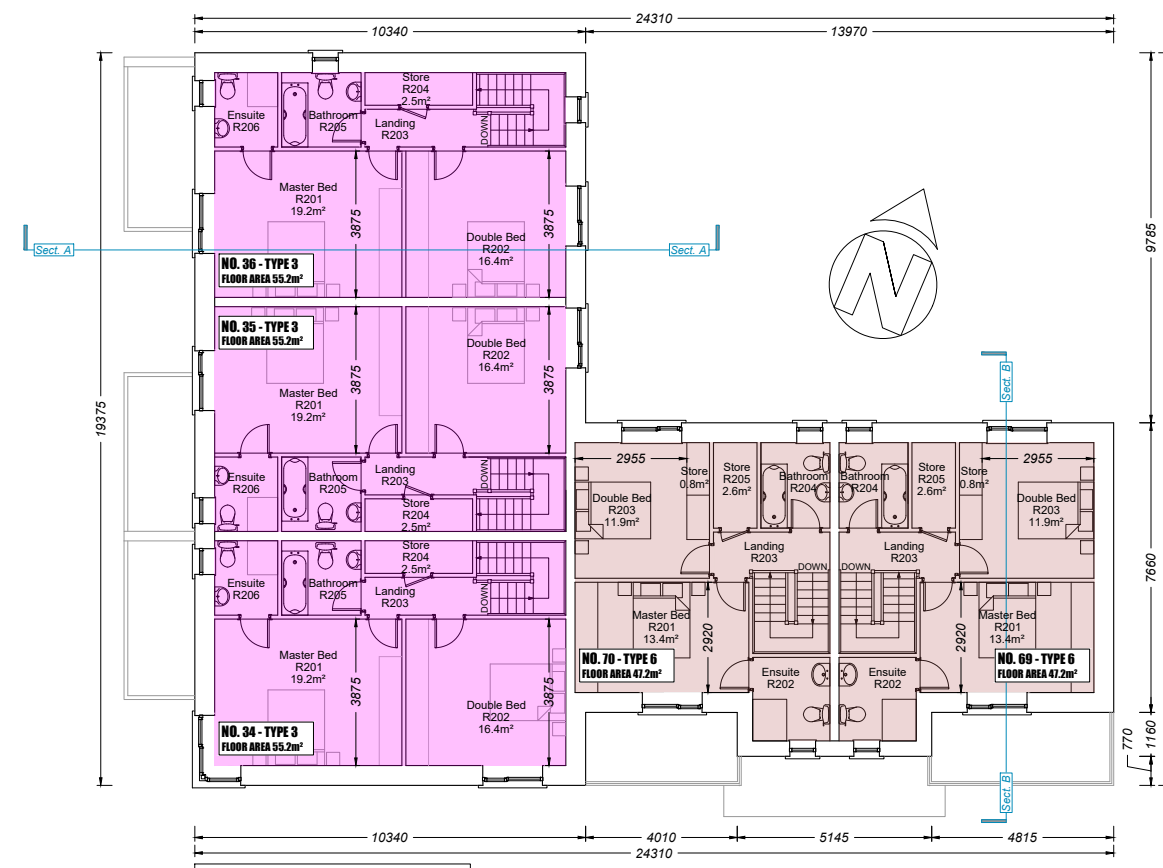 24310
10340
13970
Store
R204
2.5m²
Ensuite
R206
Bathroom
R205
Landing
R203
DOWN
Master Bed
R201
19.2m²
3875
3875
Double Bed
R202
16.4m²
Sect. A
Sect. A
NO. 36 - TYPE 3
FLOOR AREA 55.2m²
9785
N
19375
NO. 35 - TYPE 3
FLOOR AREA 55.2m²
Double Bed
R202
16.4m²
3875
3875
Master Bed
R201
19.2m²
Sect. B
Ensuite
R206
Bathroom
R205
Landing
R203
DOWN
Store
R204
2.5m²
2955
Store
0.8m²
Store
R205
2.6m²
Bathroom
R204
Bathroom
R204
Store
R205
2.6m²
Store
0.8m²
2955
Double Bed
R203
11.9m²
Double Bed
R203
11.9m²
Landing
R203
Landing
R203
DOWN
DOWN
7660
Store
R204
2.5m²
Ensuite
R206
Bathroom
R205
Landing
R203
DOWN
Master Bed
R201
13.4m²
2920
2920
Master Bed
R201
13.4m²
NO. 70 - TYPE 6
FLOOR AREA 47.2m²
Ensuite
R202
Ensuite
R202
NO. 69 - TYPE 6
FLOOR AREA 47.2m²
Master Bed
R201
19.2m²
3875
3875
Double Bed
R202
16.4m²
NO. 34 - TYPE 3
FLOOR AREA 55.2m²
770
1160
Sect. B
10340
4010
5145
4815
24310